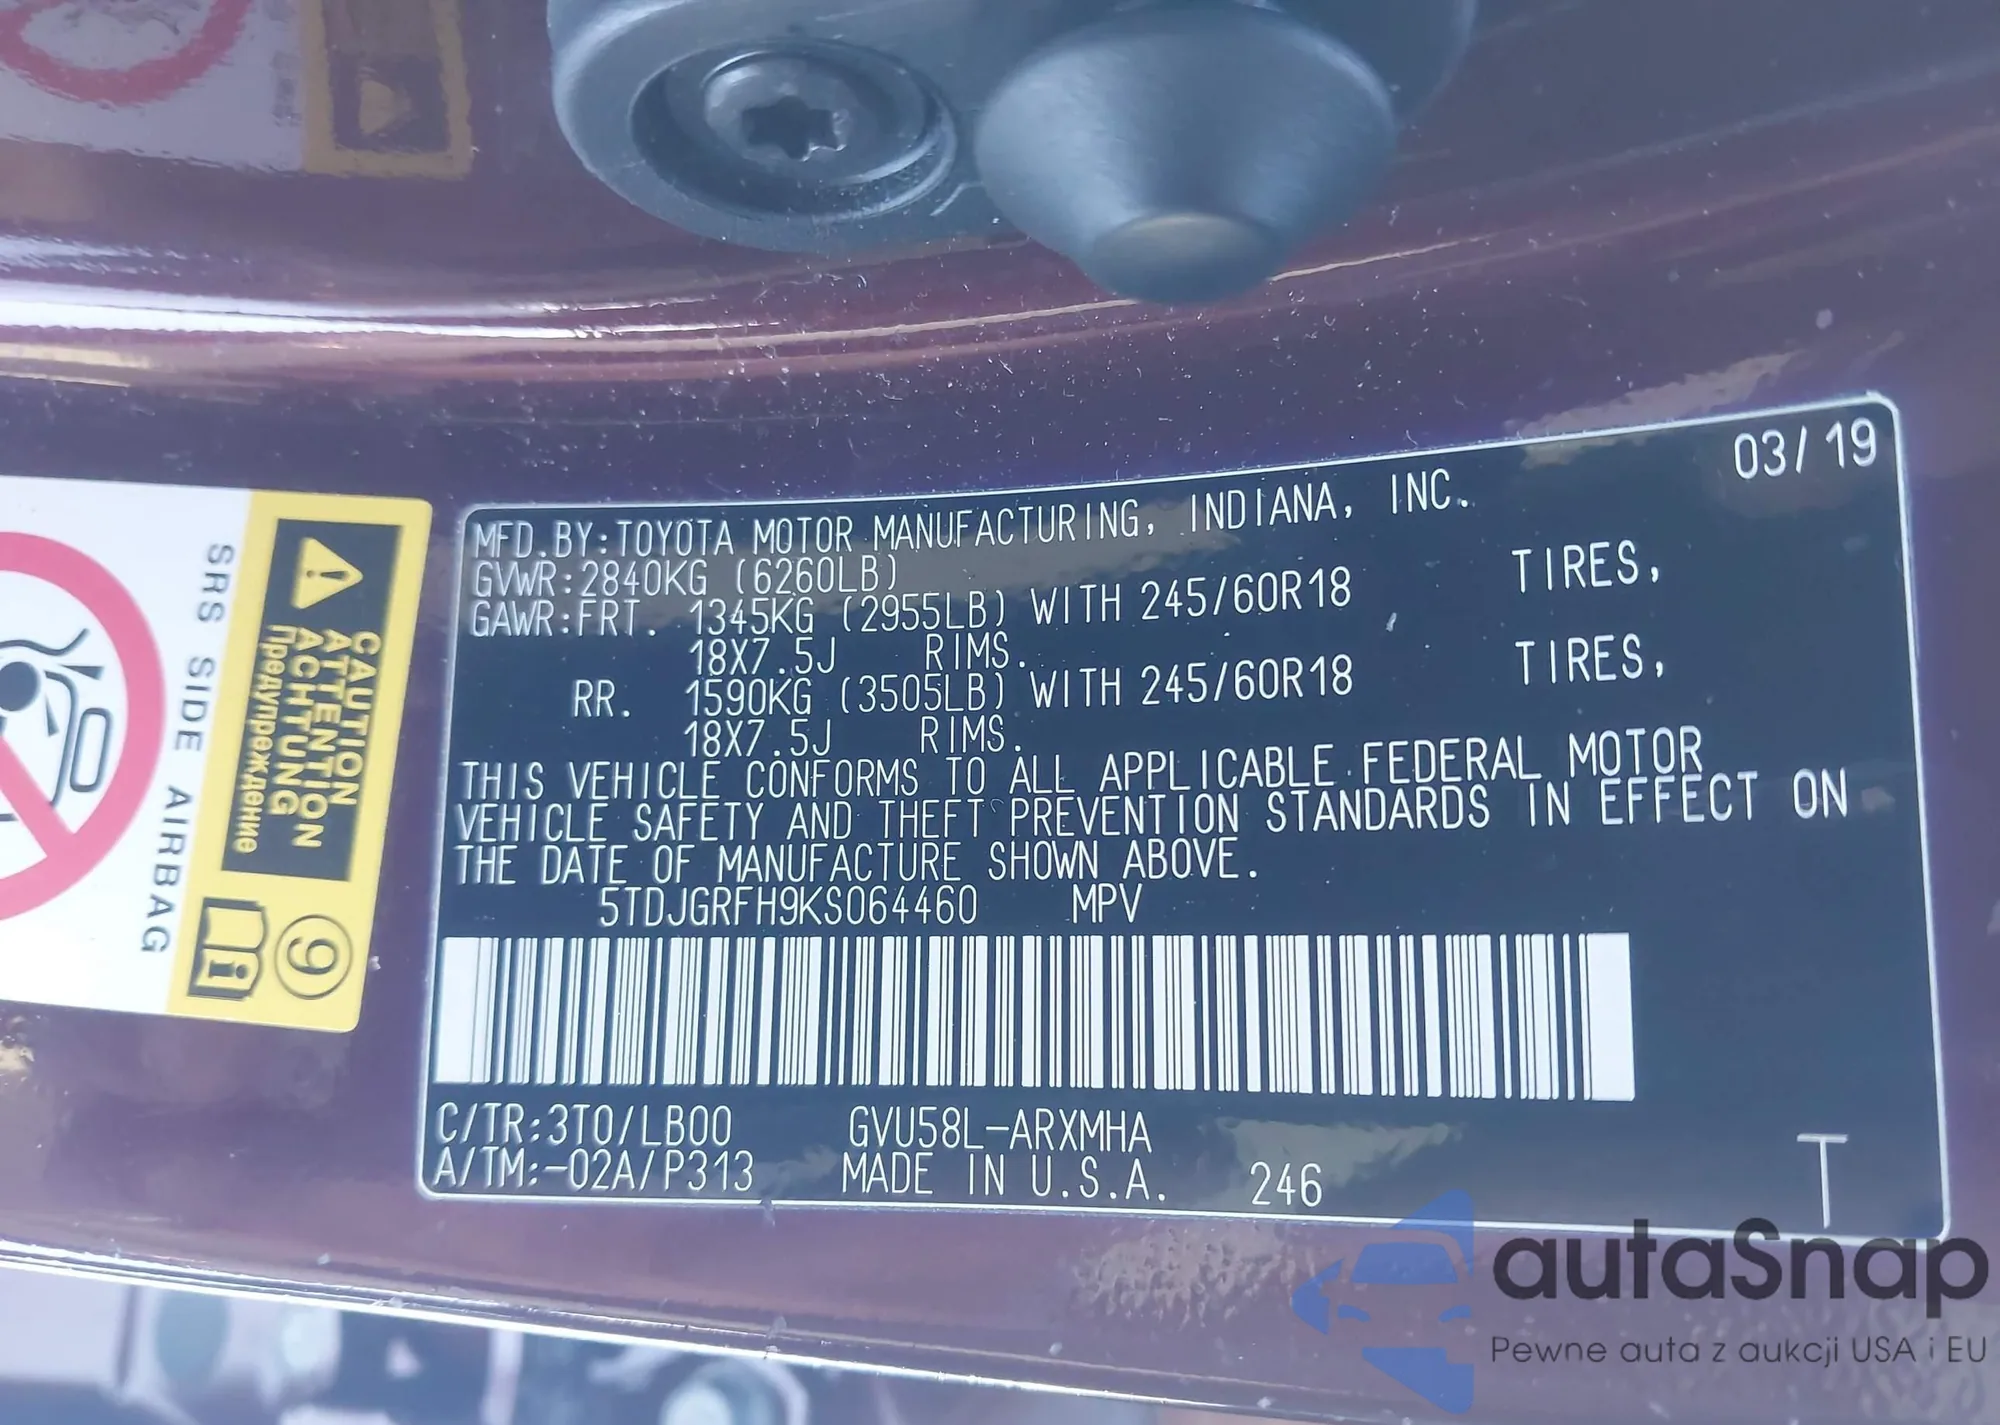 03/19
MFD.BY:TOYOTA MOTOR MANUFACTURING, INDIANA, INC.
GVWR:2840KG (6260LB)
GAWR:FRT. 1345KG (2955LB) WITH 245/60R18 TIRES,
18X7.5J RIMS.
RR. 1590KG (3505LB) WITH 245/60R18 TIRES,
18X7.5J RIMS.
THIS VEHICLE CONFORMS TO ALL APPLICABLE FEDERAL MOTOR
VEHICLE SAFETY AND THEFT PREVENTION STANDARDS IN EFFECT ON
THE DATE OF MANUFACTURE SHOWN ABOVE.
5TDJGRFH9KS064460 MPV
C/TR:3T0/LB00 GVU58L-ARXMHA
A/TM:-02A/P313 MADE IN U.S.A. 246
T
CAUTION
ATTENTION
ACHTUNG
Предупреждение
9
SRS SIDE AIRBAG
autaSnap
Pewne auta z aukcji USA i EU